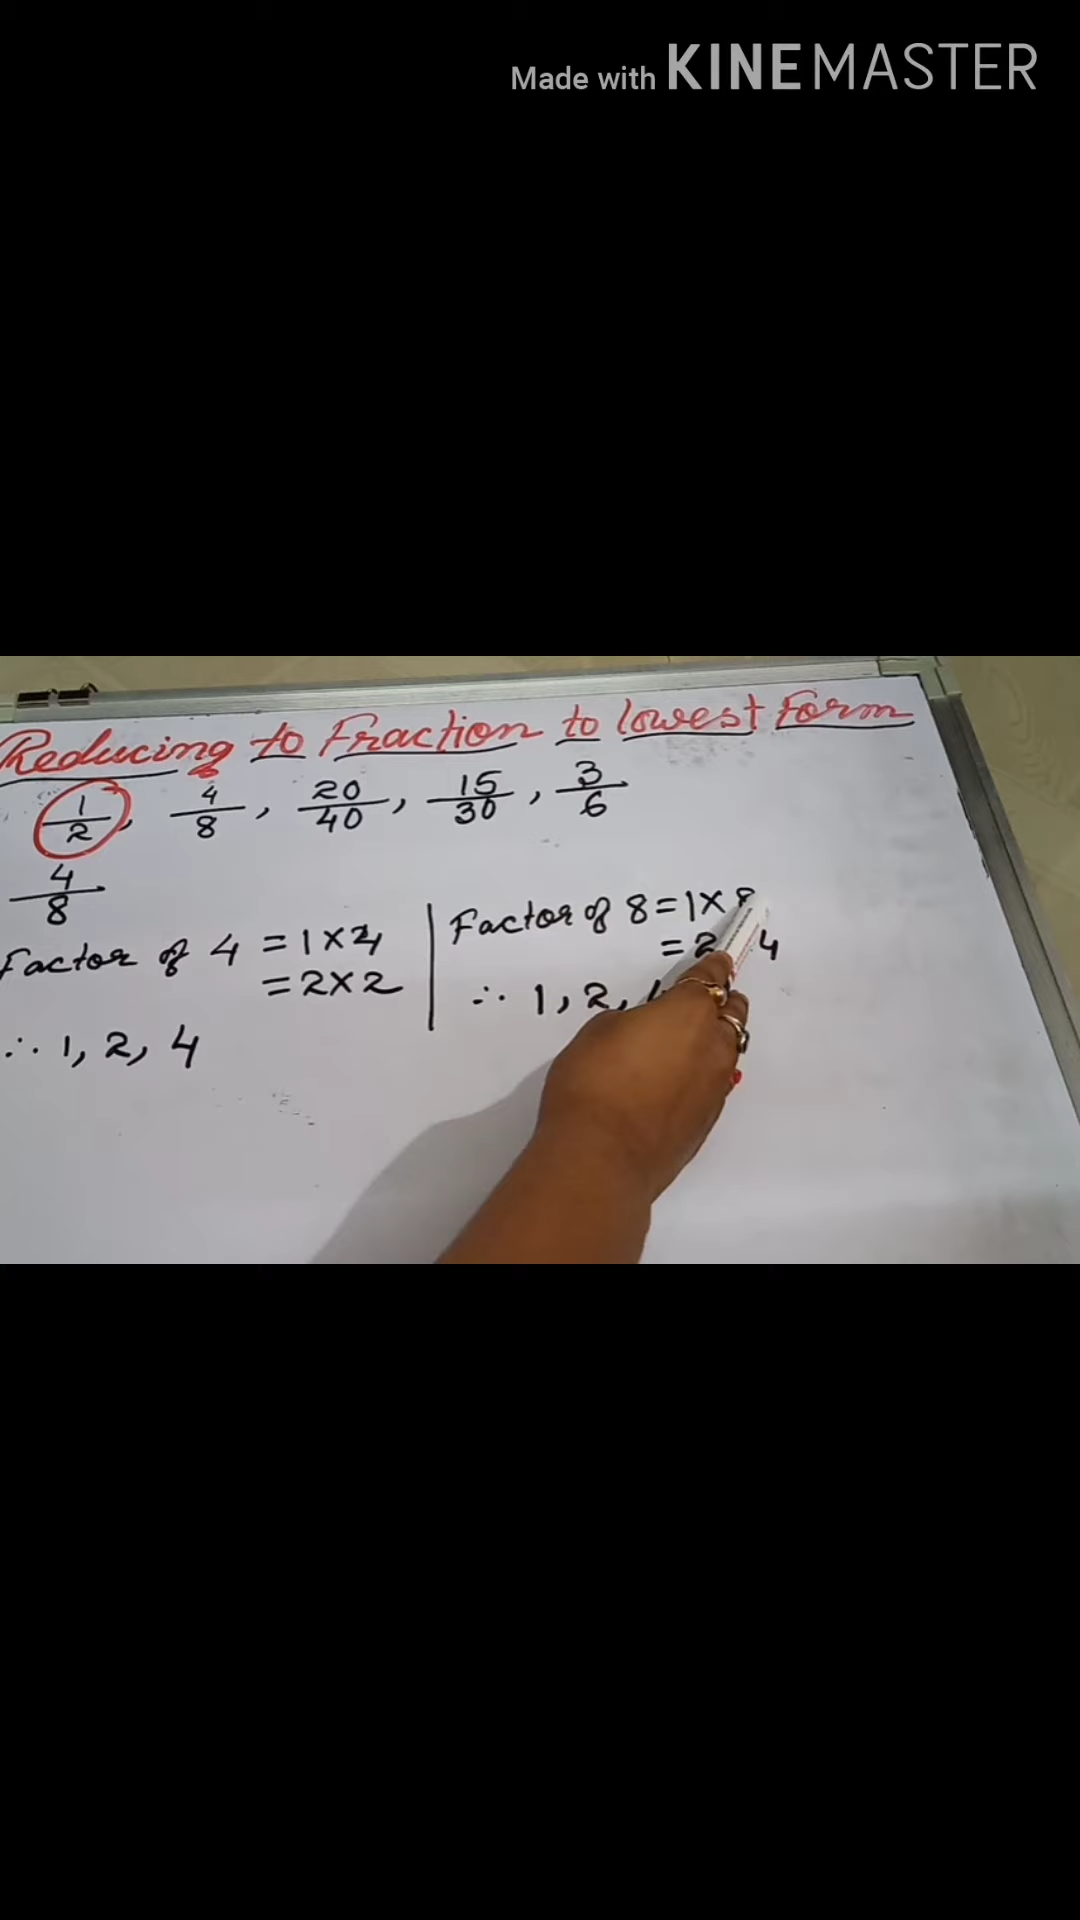 Made with KINEMASTER
Reducing to Fraction to lowest Form
1/2, 4/8, 20/40, 15/30, 3/6
4/8
Factor of 4 = 1×4
= 2×2
∴ 1, 2, 4
Factor of 8 = 1×8
= 2 4
∴ 1, 2, 4